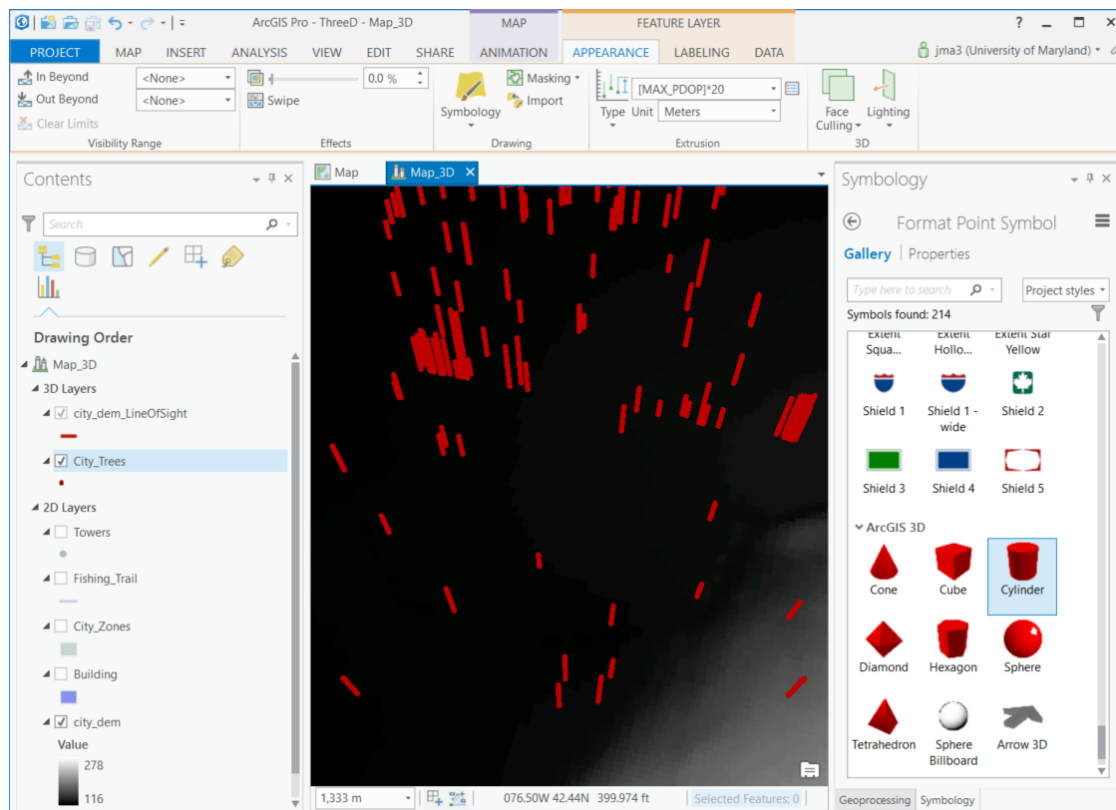 ArcGIS Pro - ThreeD - Map_3D
MAP
FEATURE LAYER
?
PROJECT MAP INSERT ANALYSIS VIEW EDIT SHARE ANIMATION APPEARANCE LABELING DATA
jma3 (University of Maryland)
In Beyond <None>
Out Beyond <None>
Clear Limits
Visibility Range
0.0 %
Swipe
Effects
Symbology
Masking
Import
Drawing
Type Unit
[MAX_PDOP]*20
Meters
Extrusion
Face Culling
Lighting
3D
Contents
Search
Drawing Order
Map_3D
3D Layers
city_dem_LineOfSight
City_Trees
2D Layers
Towers
Fishing_Trail
City_Zones
Building
city_dem
Value
278
116
Map
Map_3D
1,333 m
076.50W 42.44N 399.974 ft
Selected Features: 0
Symbology
Format Point Symbol
Gallery | Properties
Type here to search
Project styles
Symbols found: 214
Extent Extent Extent Star
Squa... Hollo... Yellow
Shield 1 Shield 1 - Shield 2
wide
Shield 3 Shield 4 Shield 5
ArcGIS 3D
Cone Cube Cylinder
Diamond Hexagon Sphere
Tetrahedron Sphere Arrow 3D
Billboard
Geoprocessing Symbology